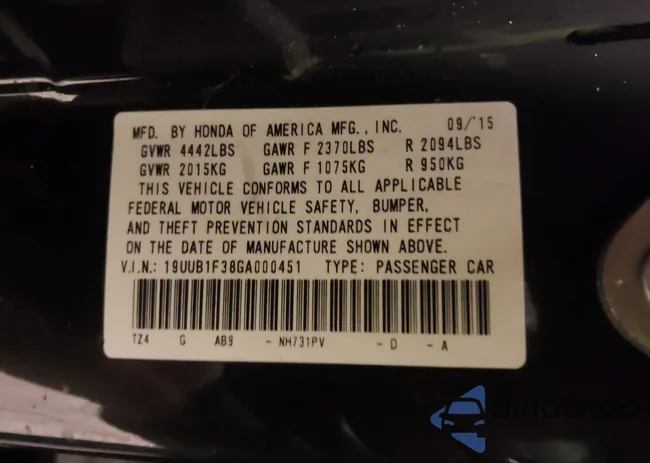 MFD. BY HONDA OF AMERICA MFG., INC. 09/15
GVWR 4442LBS GAWR F 2370LBS R 2094LBS
GVWR 2015KG GAWR F 1075KG R 950KG
THIS VEHICLE CONFORMS TO ALL APPLICABLE
FEDERAL MOTOR VEHICLE SAFETY, BUMPER,
AND THEFT PREVENTION STANDARDS IN EFFECT
ON THE DATE OF MANUFACTURE SHOWN ABOVE.
V.I.N.: 19UUB1F38GA000451 TYPE: PASSENGER CAR
TZ4 G AB9 - NH731PV - D - A